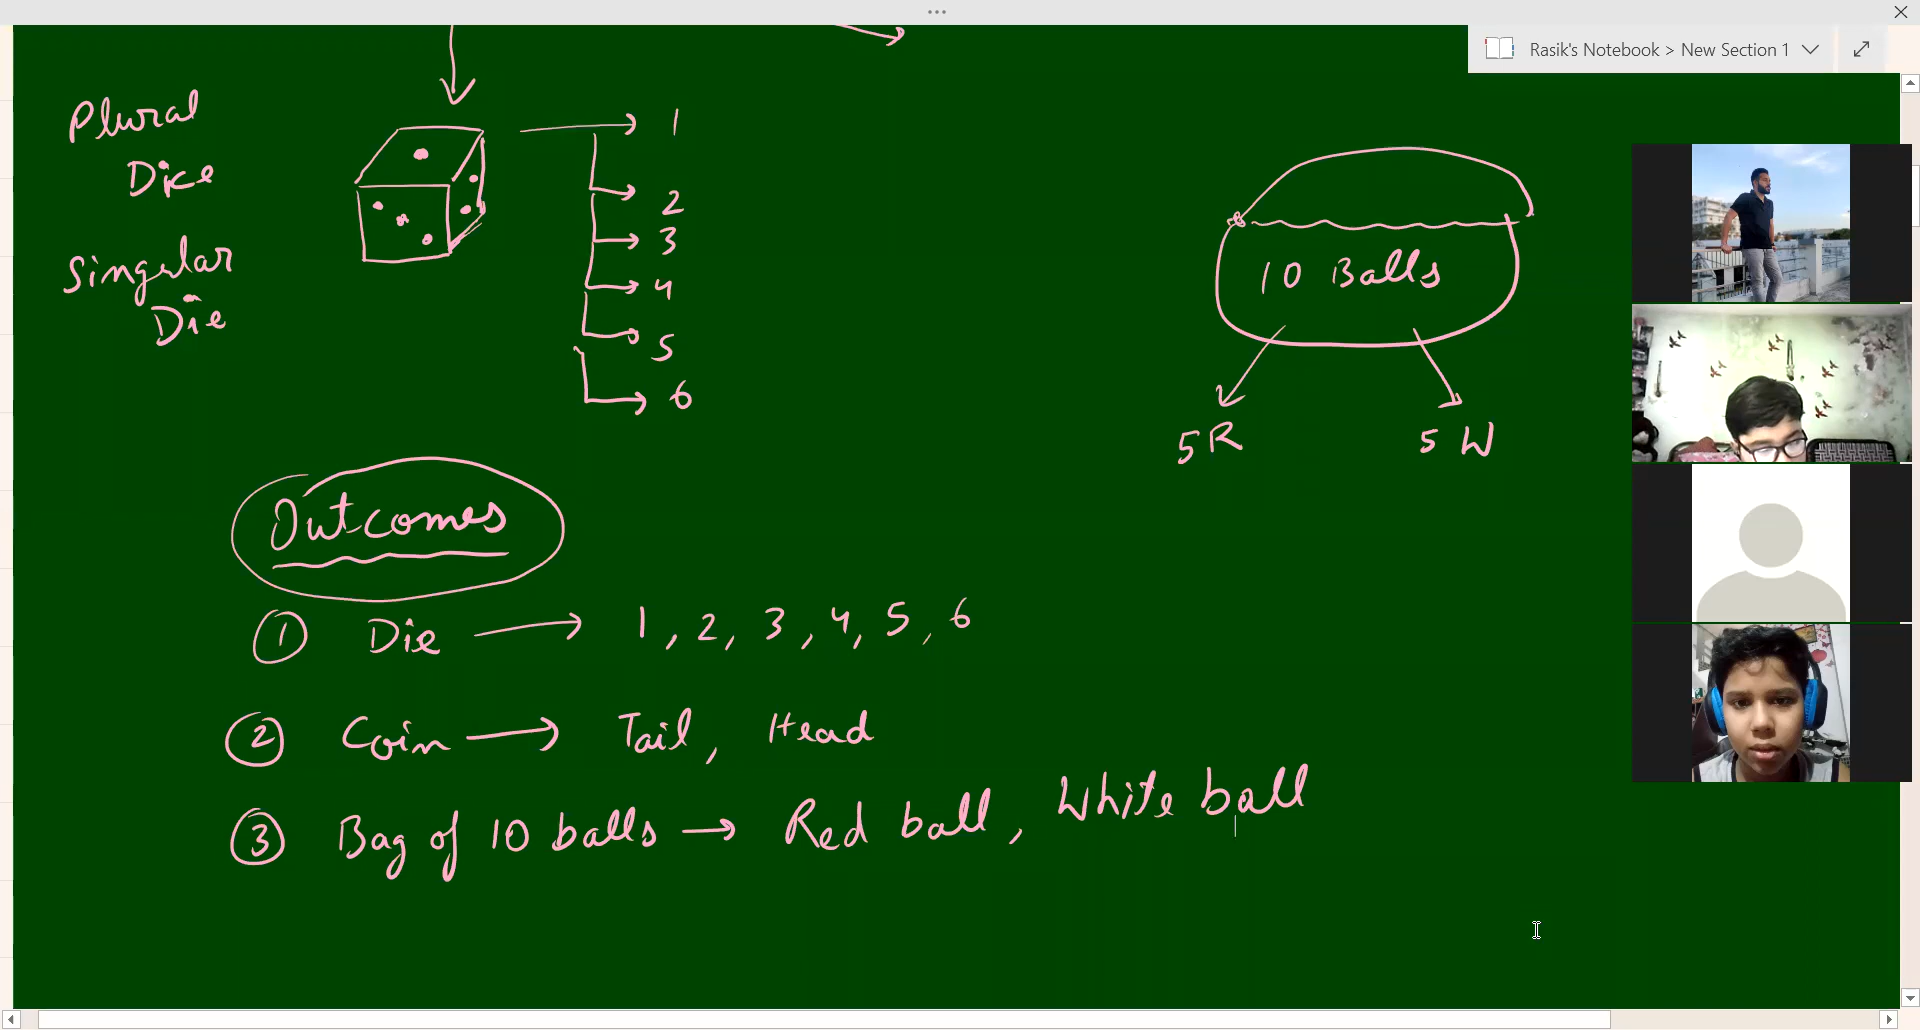 Rasik's Notebook > New Section 1
Plural
Dice
Singular
Die
1
2
3
4
5
6
10 Balls
5R
5 W
Outcomes
1 Die → 1, 2, 3, 4, 5, 6
2 Coin → Tail, Head
3 Bag of 10 balls → Red ball, White ball